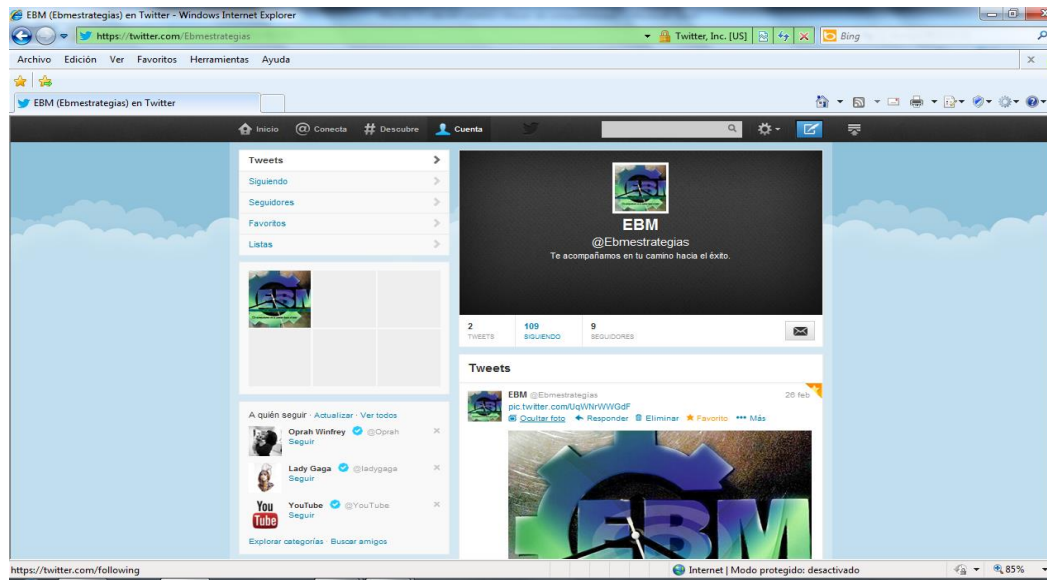 EBM (Ebmestrategias) en Twitter - Windows Internet Explorer
https://twitter.com/Ebmestrategias
Twitter, Inc. [US]
Bing
Archivo Edición Ver Favoritos Herramientas Ayuda
EBM (Ebmestrategias) en Twitter
Inicio Conecta Descubre Cuenta
Tweets
Siguiendo
Seguidores
Favoritos
Listas
EBM
EBM
@Ebmestrategias
Te acompañamos en tu camino hacia el éxito.
EBM
2 109 9
TWEETS SIGUIENDO SEGUIDORES
Tweets
EBM @Ebmestrategias 26 feb
pic.twitter.com/UqWNrWWGdF
Ocultar foto Responder Eliminar Favorito Más
EBM
A quién seguir · Actualizar · Ver todos
Oprah Winfrey @Oprah
Seguir
Lady Gaga @ladygaga
Seguir
You Tube
YouTube @YouTube
Seguir
Explorar categorías · Buscar amigos
https://twitter.com/following
Internet | Modo protegido: desactivado
85%